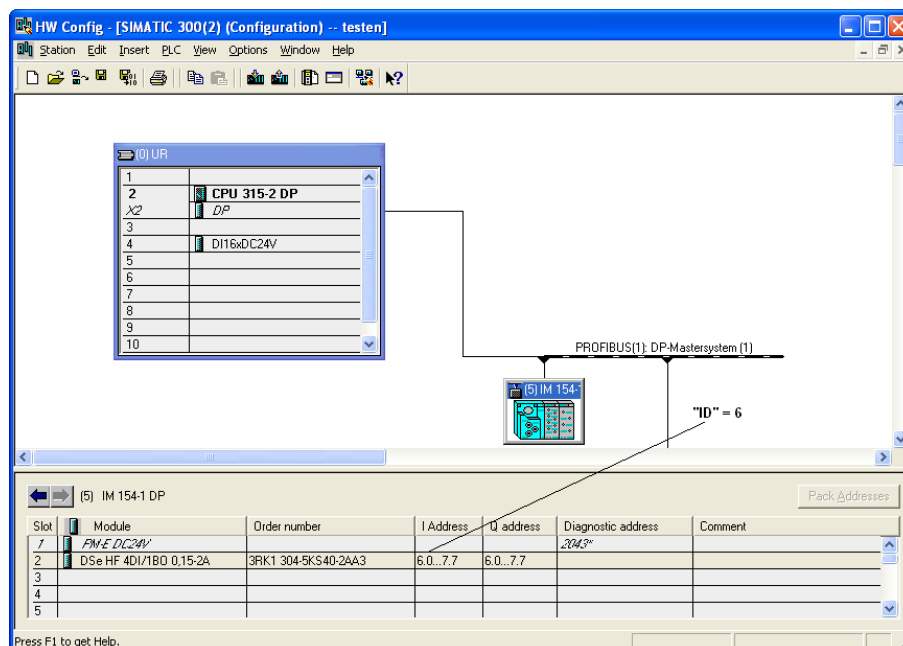 HW Config - [SIMATIC 300(2) (Configuration) -- testen]
Station Edit Insert PLC View Options Window Help
(0) UR
1
2 CPU 315-2 DP
X2 DP
3
4 DI16xDC24V
5
6
7
8
9
10
PROFIBUS(1): DP-Mastersystem (1)
(5) IM 154-1
"ID" = 6
(5) IM 154-1 DP
Pack Addresses
Slot Module Order number I Address Q address Diagnostic address Comment
1 PM-E DC24V 2043*
2 DSe HF 4DI/1BO 0,15-2A 3RK1 304-5KS40-2AA3 6.0...7.7 6.0...7.7
3
4
5
Press F1 to get Help.